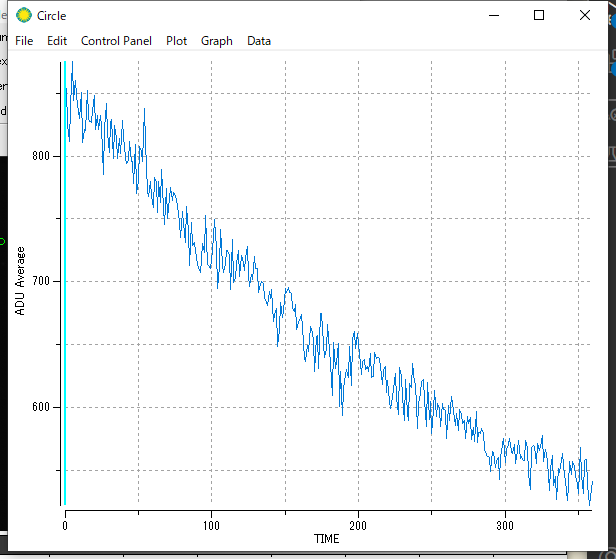 Circle
File Edit Control Panel Plot Graph Data
800
700
600
ADU Average
0 100 200 300
TIME